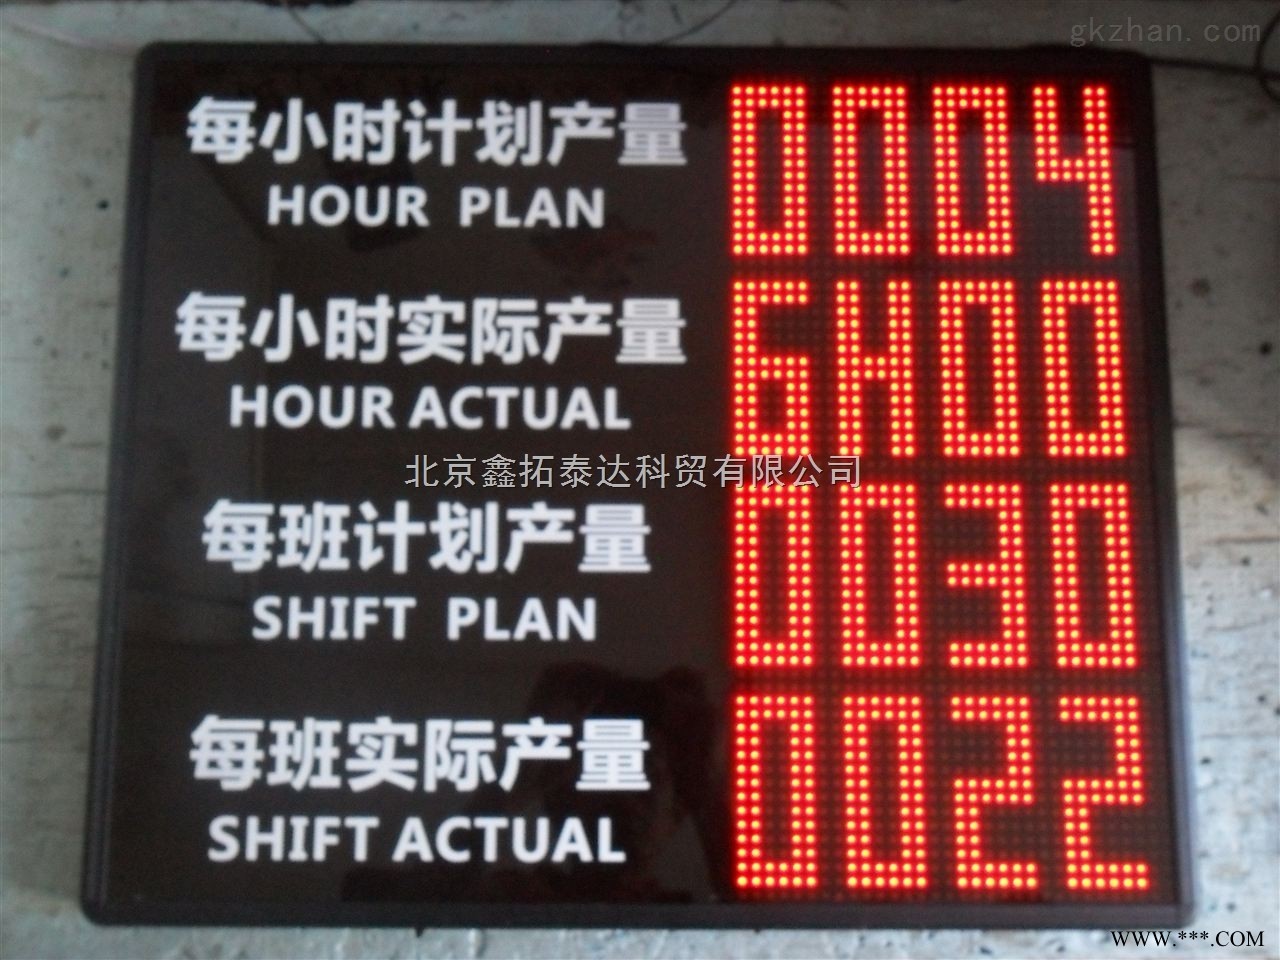 gkzhan.com
每小时计划产量 0004
HOUR PLAN
每小时实际产量 6H00
HOUR ACTUAL
北京鑫拓泰达科贸有限公司
每班计划产量 0030
SHIFT PLAN
每班实际产量 0022
SHIFT ACTUAL
WWW.***.COM